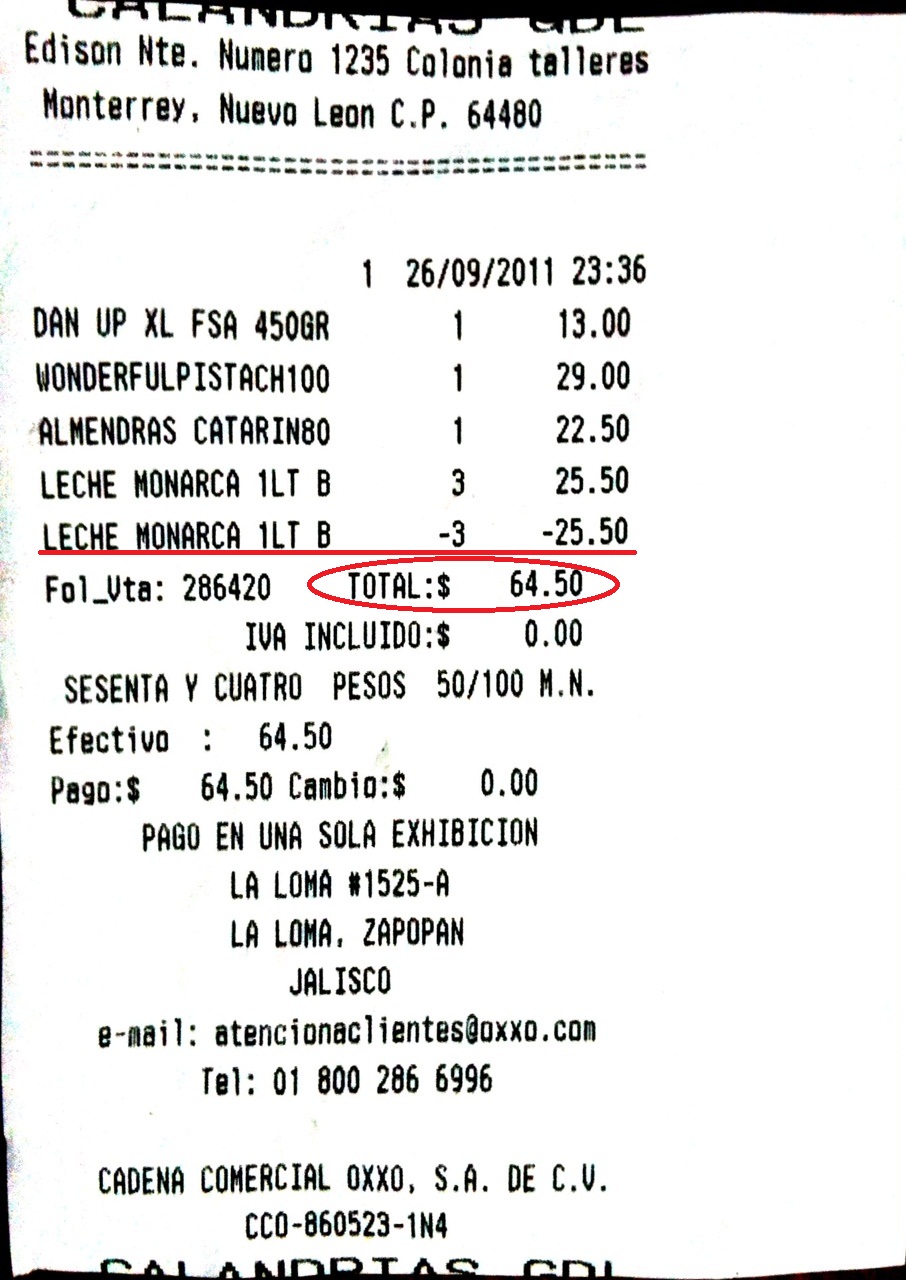 CALANDRIAS GDL
Edison Nte. Numero 1235 Colonia talleres
Monterrey, Nuevo Leon C.P. 64480
========================================
1 26/09/2011 23:36
DAN UP XL FSA 450GR 1 13.00
WONDERFULPISTACH100 1 29.00
ALMENDRAS CATARIN80 1 22.50
LECHE MONARCA 1LT B 3 25.50
LECHE MONARCA 1LT B -3 -25.50
Fol_Vta: 286420 TOTAL:$ 64.50
IVA INCLUIDO:$ 0.00
SESENTA Y CUATRO PESOS 50/100 M.N.
Efectivo : 64.50
Pago:$ 64.50 Cambio:$ 0.00
PAGO EN UNA SOLA EXHIBICION
LA LOMA #1525-A
LA LOMA, ZAPOPAN
JALISCO
e-mail: atencionaclientes@oxxo.com
Tel: 01 800 286 6996
CADENA COMERCIAL OXXO, S.A. DE C.V.
CCO-860523-1N4
CALANDRIAS GDL